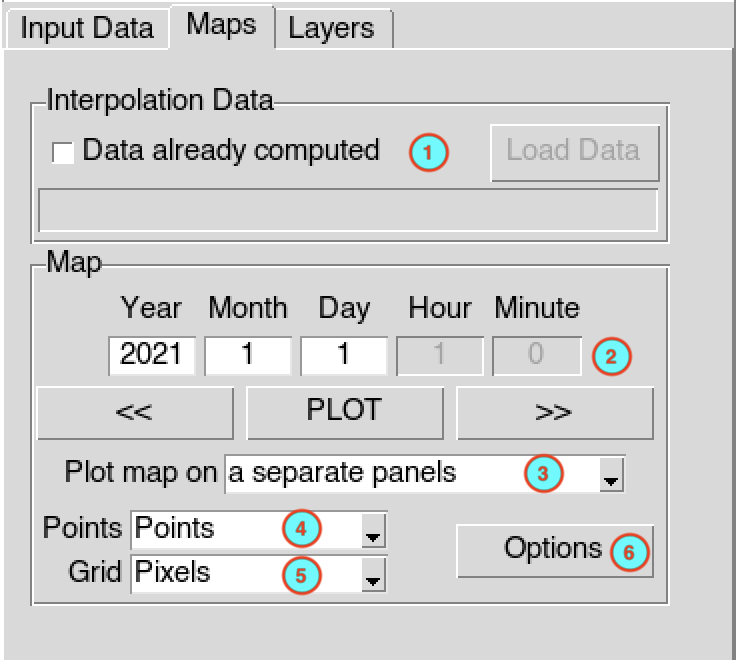 Input Data Maps Layers
Interpolation Data
Data already computed 1 Load Data
Map
Year Month Day Hour Minute
2021 1 1 1 0 2
<< PLOT >>
Plot map on a separate panels 3
Points Points 4
Options 6
Grid Pixels 5